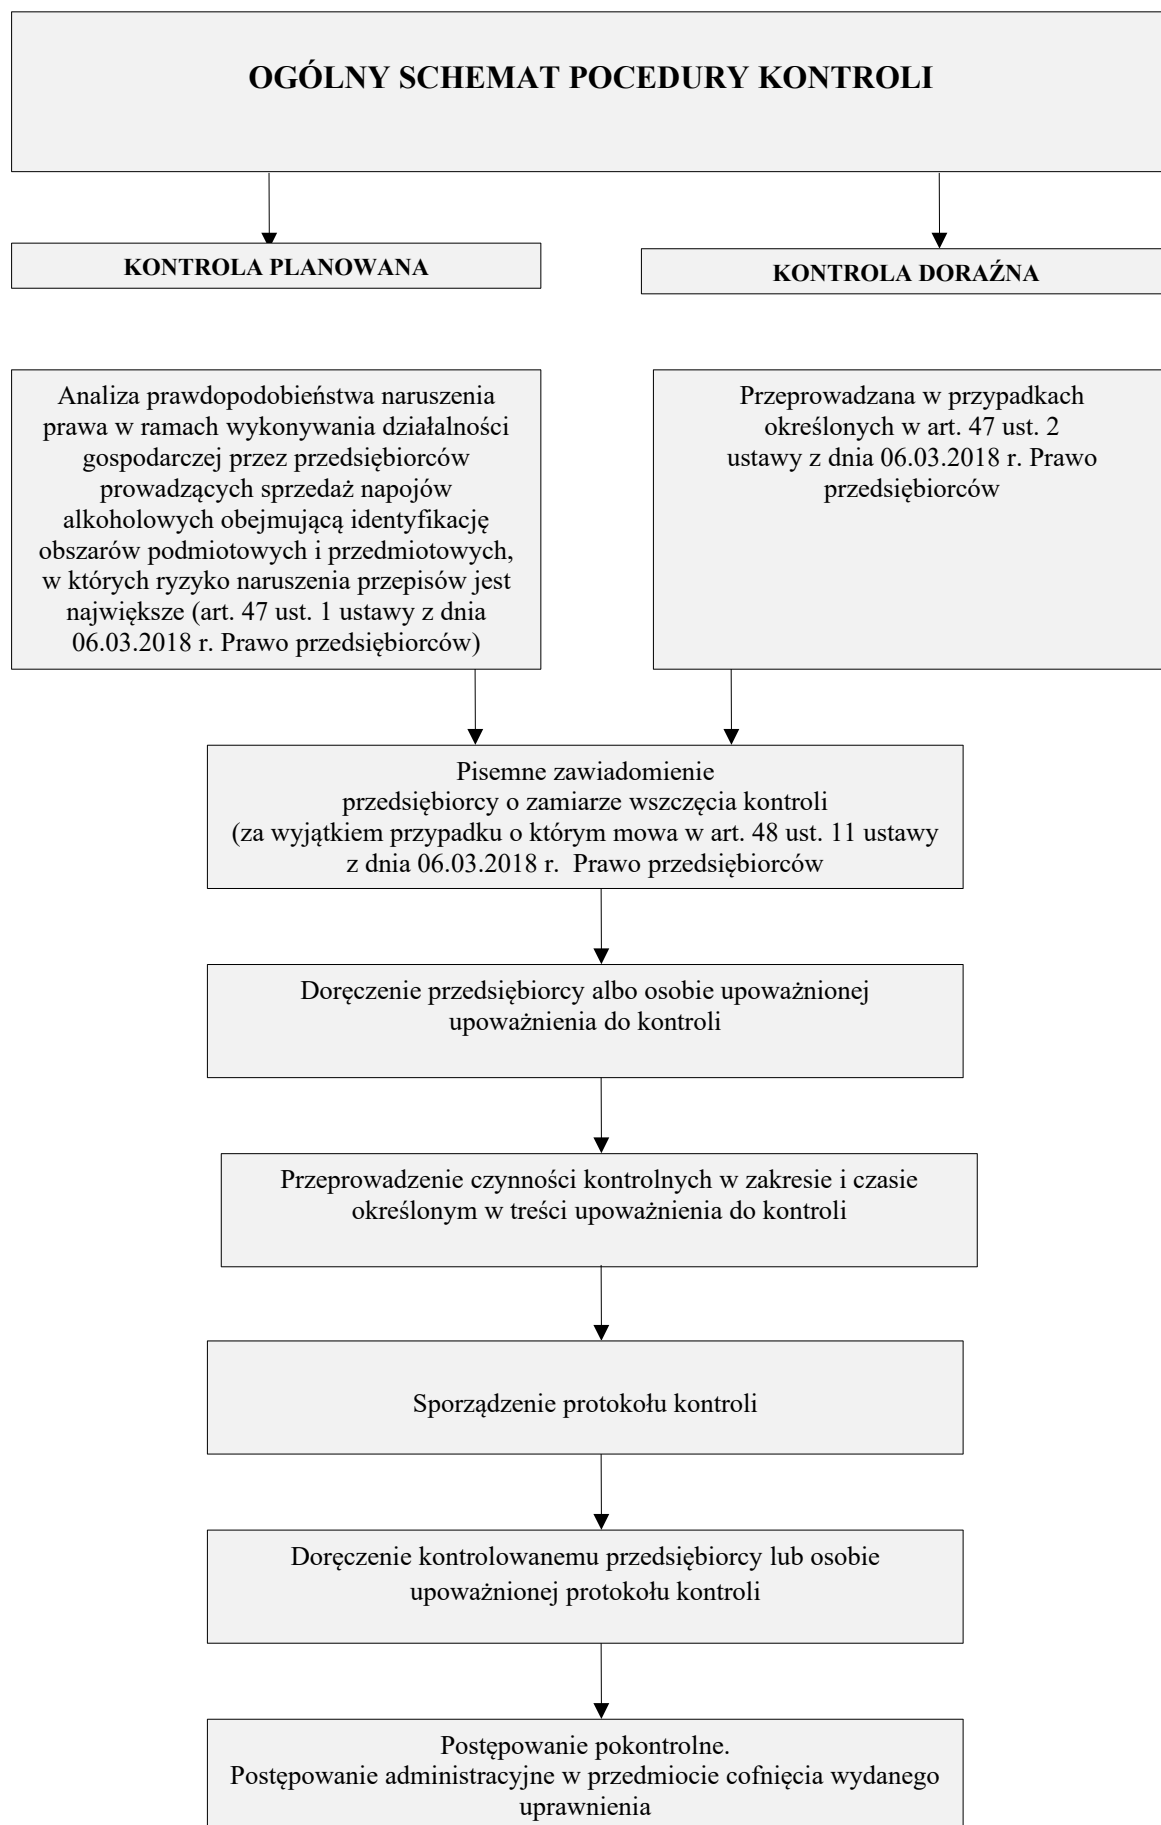 OGÓLNY SCHEMAT POCEDURY KONTROLI
KONTROLA PLANOWANA
KONTROLA DORAŹNA
Analiza prawdopodobieństwa naruszenia
prawa w ramach wykonywania działalności
gospodarczej przez przedsiębiorców
prowadzących sprzedaż napojów
alkoholowych obejmującą identyfikację
obszarów podmiotowych i przedmiotowych,
w których ryzyko naruszenia przepisów jest
największe (art. 47 ust. 1 ustawy z dnia
06.03.2018 r. Prawo przedsiębiorców)
Przeprowadzana w przypadkach
określonych w art. 47 ust. 2
ustawy z dnia 06.03.2018 r. Prawo
przedsiębiorców
Pisemne zawiadomienie
przedsiębiorcy o zamiarze wszczęcia kontroli
(za wyjątkiem przypadku o którym mowa w art. 48 ust. 11 ustawy
z dnia 06.03.2018 r. Prawo przedsiębiorców
Doręczenie przedsiębiorcy albo osobie upoważnionej
upoważnienia do kontroli
Przeprowadzenie czynności kontrolnych w zakresie i czasie
określonym w treści upoważnienia do kontroli
Sporządzenie protokołu kontroli
Doręczenie kontrolowanemu przedsiębiorcy lub osobie
upoważnionej protokołu kontroli
Postępowanie pokontrolne.
Postępowanie administracyjne w przedmiocie cofnięcia wydanego
uprawnienia